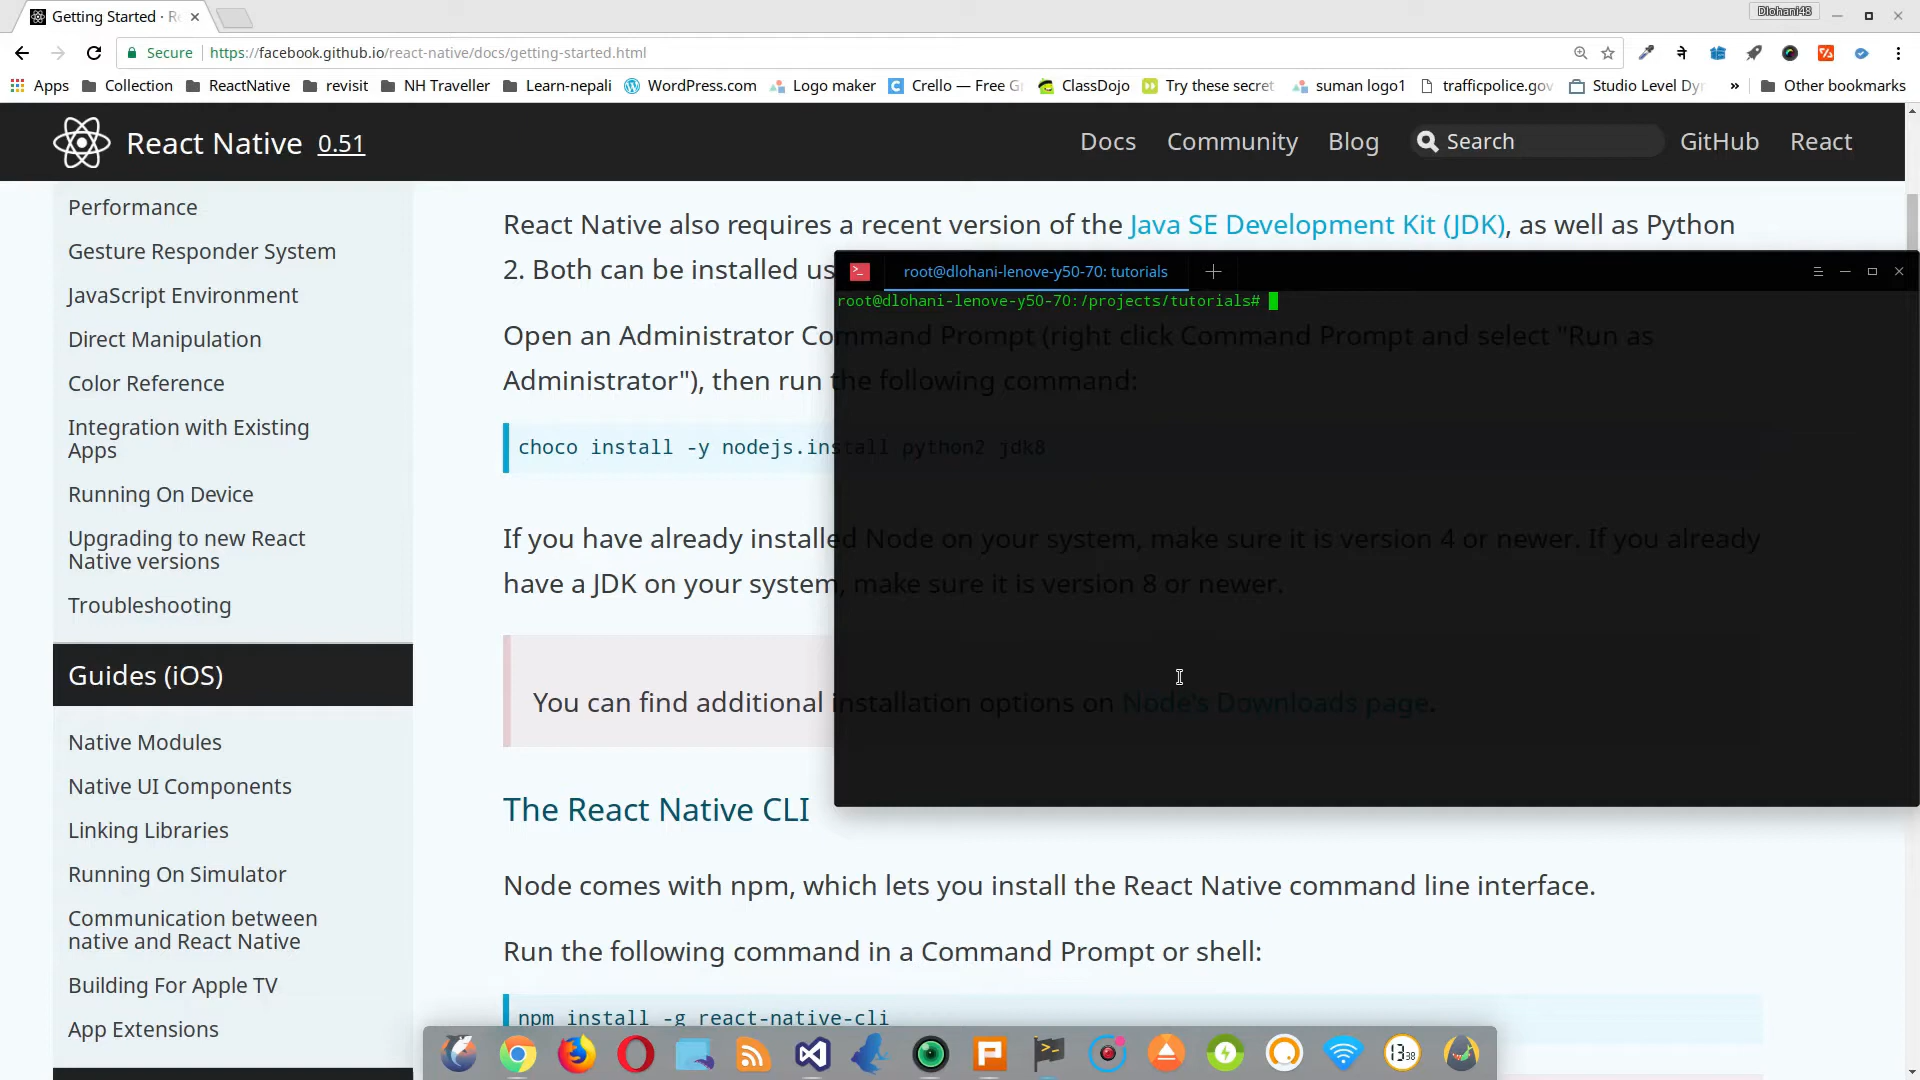 Getting Started · R
Dlohani48
Secure
https://facebook.github.io/react-native/docs/getting-started.html
Apps
Collection
ReactNative
revisit
NH Traveller
Learn-nepali
WordPress.com
Logo maker
Crello — Free G
ClassDojo
Try these secret
suman logo1
trafficpolice.gov
Studio Level Dy
»
Other bookmarks
React Native 0.51
Docs
Community
Blog
Search
GitHub
React
Performance
Gesture Responder System
JavaScript Environment
Direct Manipulation
Color Reference
Integration with Existing
Apps
Running On Device
Upgrading to new React
Native versions
Troubleshooting
Guides (iOS)
Native Modules
Native UI Components
Linking Libraries
Running On Simulator
Communication between
native and React Native
Building For Apple TV
App Extensions
React Native also requires a recent version of the Java SE Development Kit (JDK), as well as Python
2. Both can be installed us
root@dlohani-lenove-y50-70: tutorials
root@dlohani-lenove-y50-70:/projects/tutorials#
Open an Administrator Command Prompt (right click Command Prompt and select "Run as
Administrator"), then run the following command:
choco install -y nodejs.install python2 jdk8
If you have already installed Node on your system, make sure it is version 4 or newer. If you already
have a JDK on your system, make sure it is version 8 or newer.
You can find additional installation options on Node's Downloads page.
The React Native CLI
Node comes with npm, which lets you install the React Native command line interface.
Run the following command in a Command Prompt or shell:
npm install -g react-native-cli
13 38